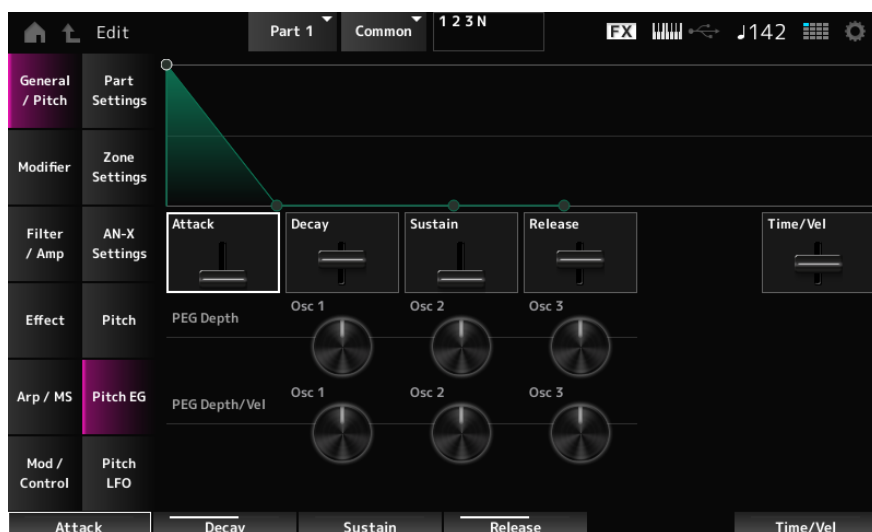 Edit
Part 1
Common
1 2 3 N
FX
♩142
General
/ Pitch
Part
Settings
Modifier
Zone
Settings
Filter
/ Amp
AN-X
Settings
Effect
Pitch
Arp / MS
Pitch EG
Mod /
Control
Pitch
LFO
Attack
Decay
Sustain
Release
Time/Vel
PEG Depth
Osc 1
Osc 2
Osc 3
PEG Depth/Vel
Osc 1
Osc 2
Osc 3
Attack
Decay
Sustain
Release
Time/Vel